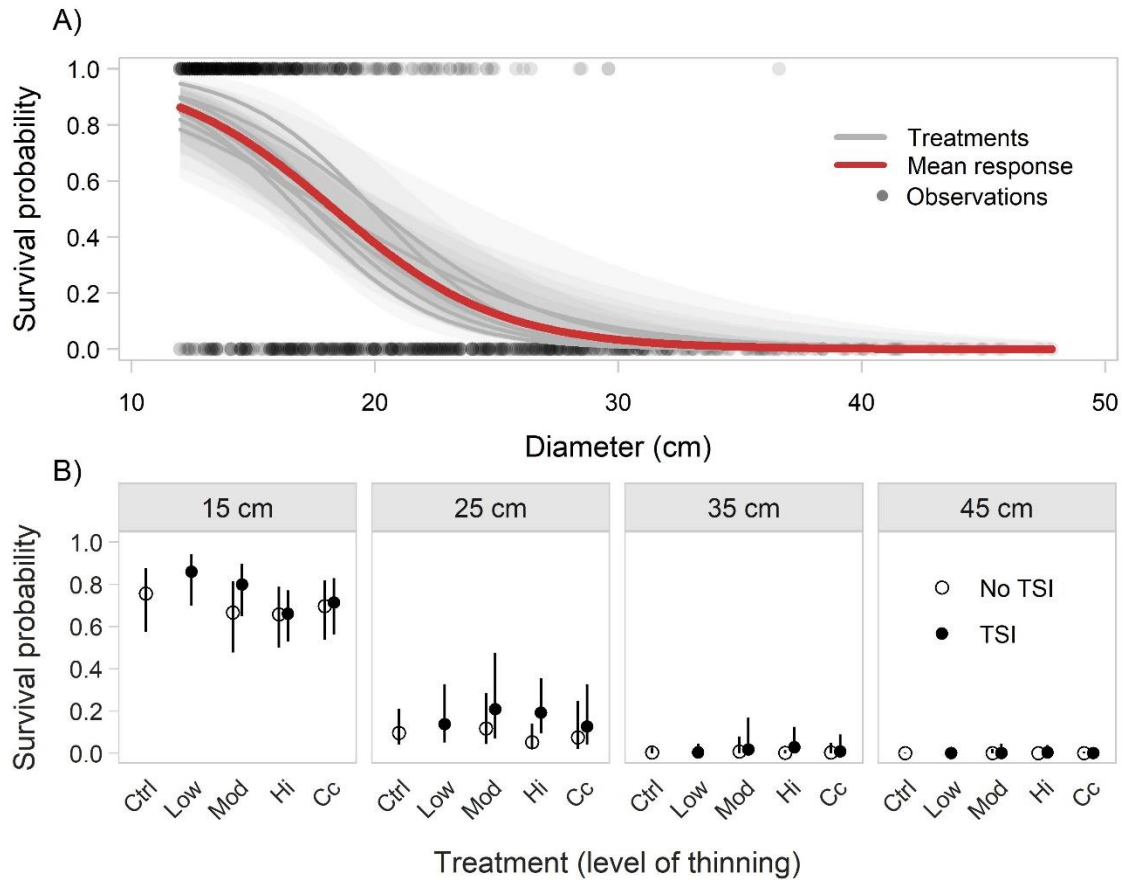 A)
Survival probability
1.0
0.8
0.6
0.4
0.2
0.0
Treatments
Mean response
Observations
10 20 30 40 50
Diameter (cm)
B)
15 cm 25 cm 35 cm 45 cm
Survival probability
1.0
0.8
0.6
0.4
0.2
0.0
No TSI
TSI
Ctrl Low Mod Hi Cc Ctrl Low Mod Hi Cc Ctrl Low Mod Hi Cc Ctrl Low Mod Hi Cc
Treatment (level of thinning)